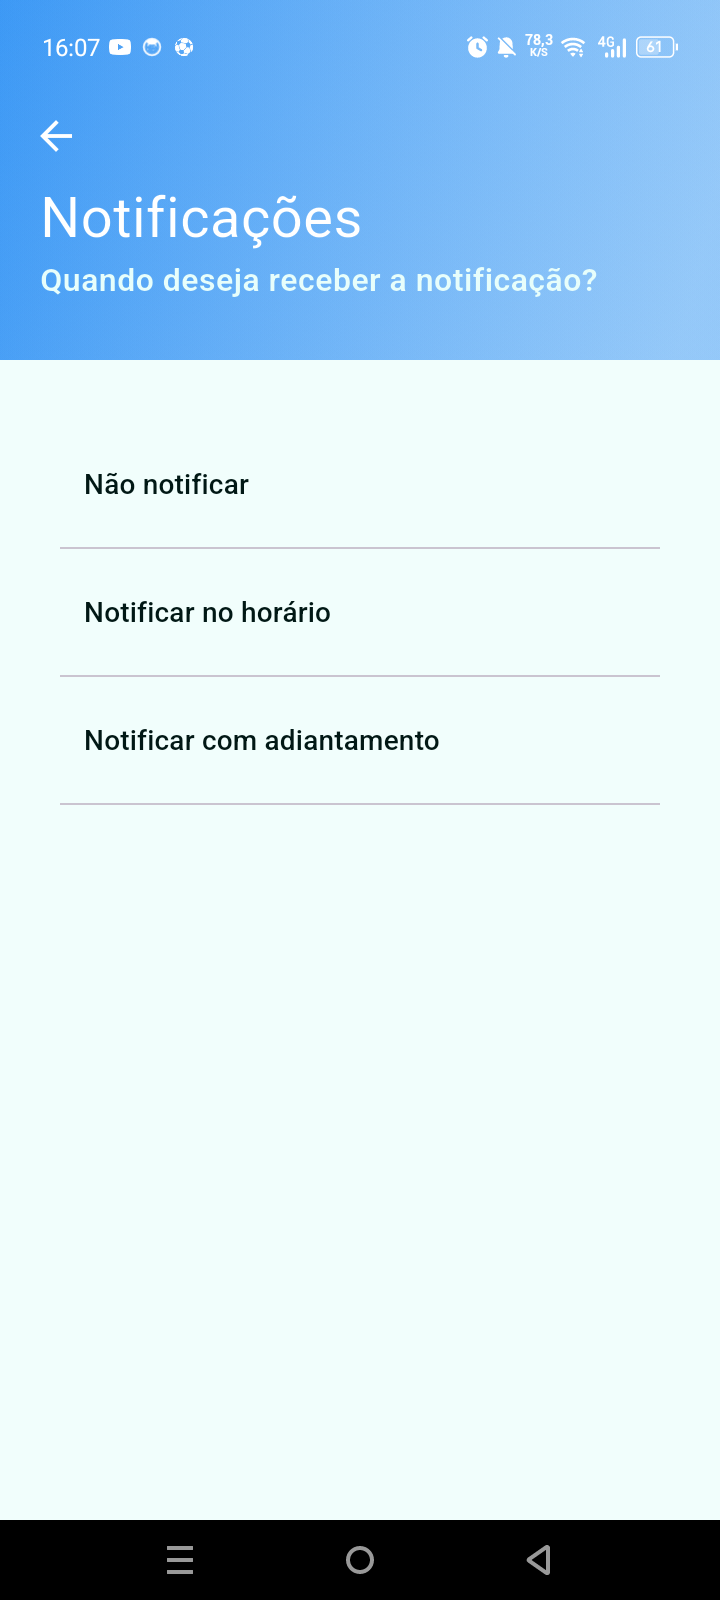 16:07
78,3
K/S
4G
61
Notificações
Quando deseja receber a notificação?
Não notificar
Notificar no horário
Notificar com adiantamento